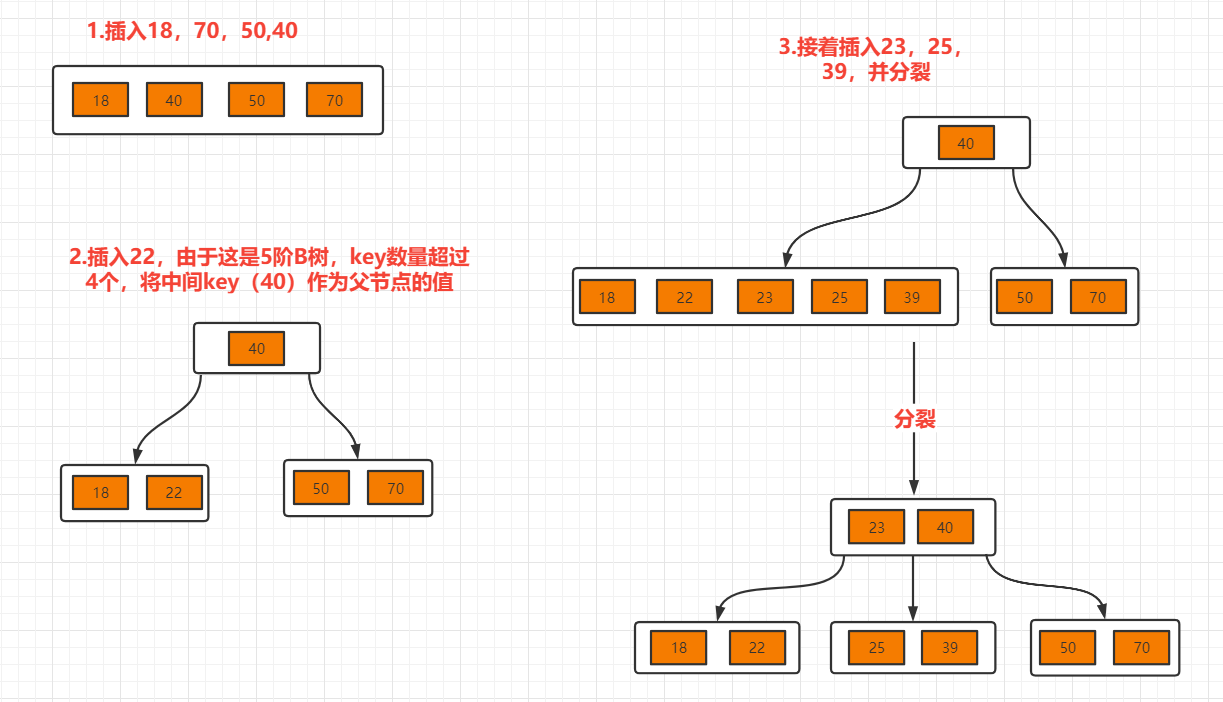 1.插入18，70，50,40
18 40 50 70
2.插入22，由于这是5阶B树，key数量超过
4个，将中间key（40）作为父节点的值
40
18 22 50 70
3.接着插入23，25，
39，并分裂
40
18 22 23 25 39 50 70
分裂
23 40
18 22 25 39 50 70